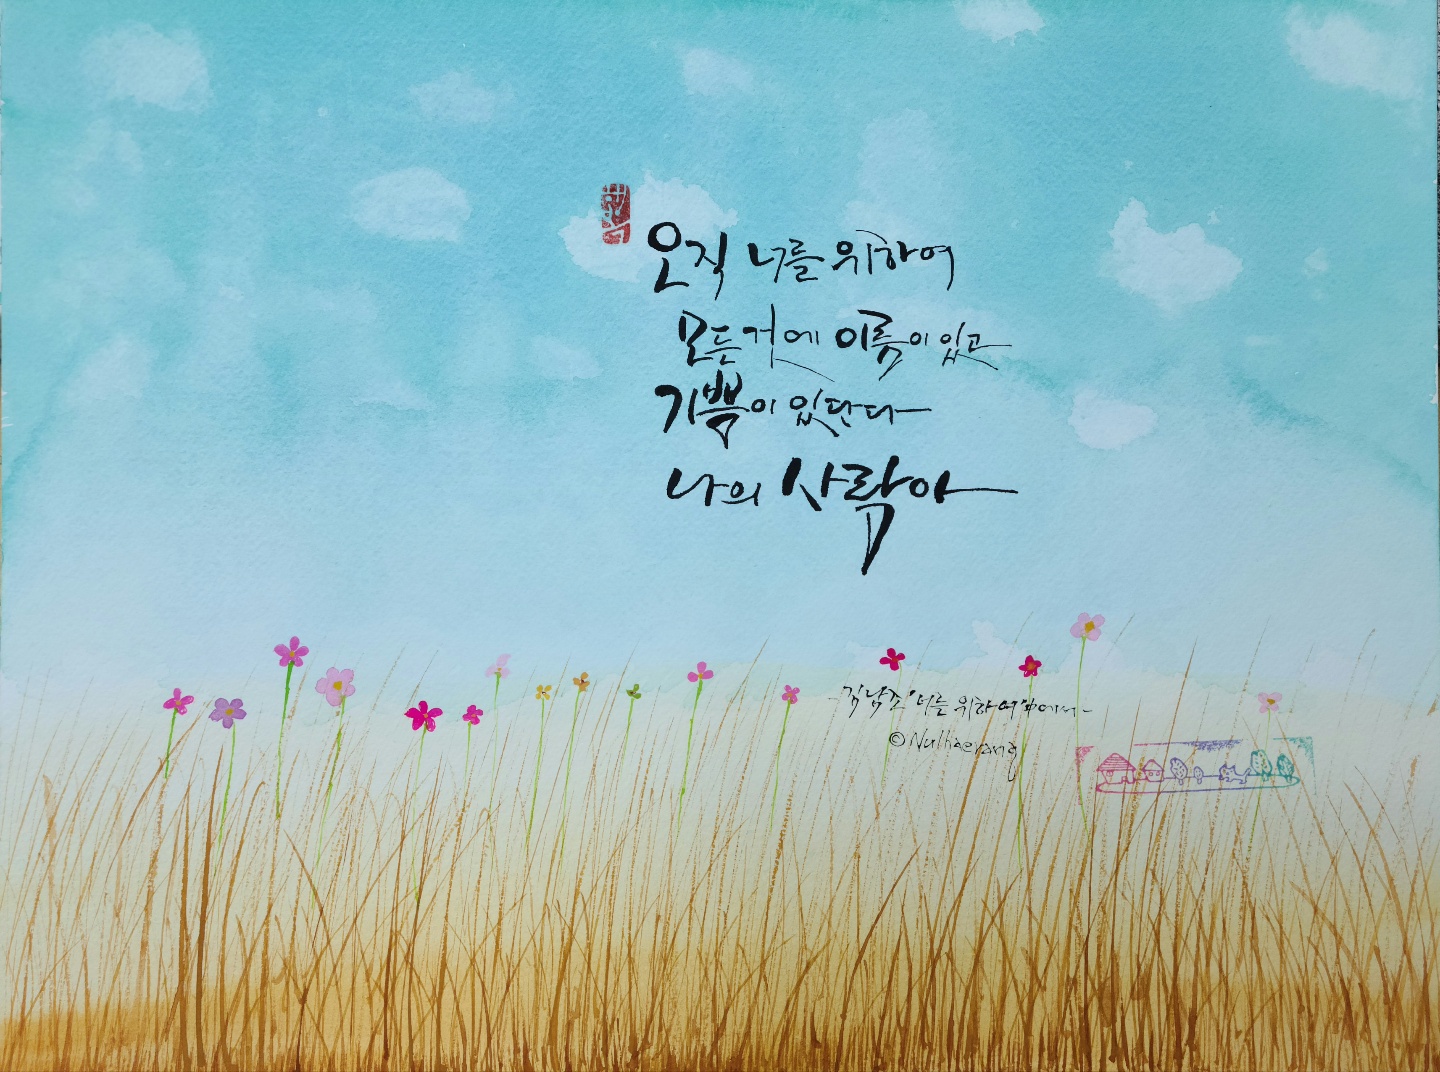 오직 너를 위하여
모든 것에 이름이 있고
기쁨이 있단다
나의 사랑아
-김남조 '너를 위하여' 中에서-
© Nulhaerang